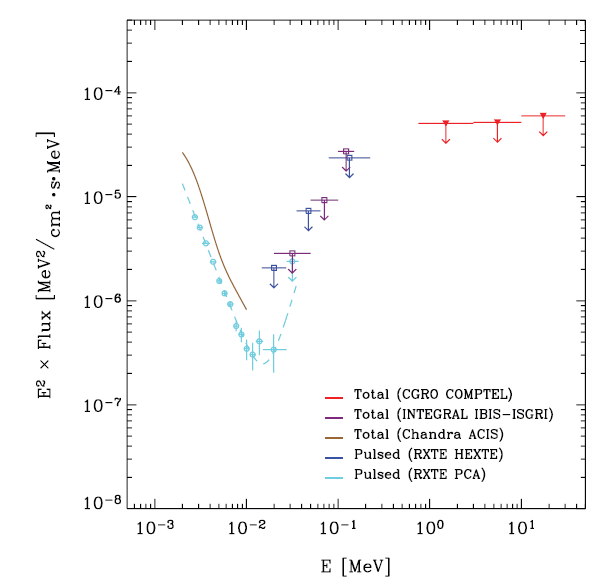 E² × Flux [MeV²/cm²·s·MeV]
10⁻⁴
10⁻⁵
10⁻⁶
10⁻⁷
10⁻⁸
Total (CGRO COMPTEL)
Total (INTEGRAL IBIS−ISGRI)
Total (Chandra ACIS)
Pulsed (RXTE HEXTE)
Pulsed (RXTE PCA)
10⁻³ 10⁻² 10⁻¹ 10⁰ 10¹
E [MeV]